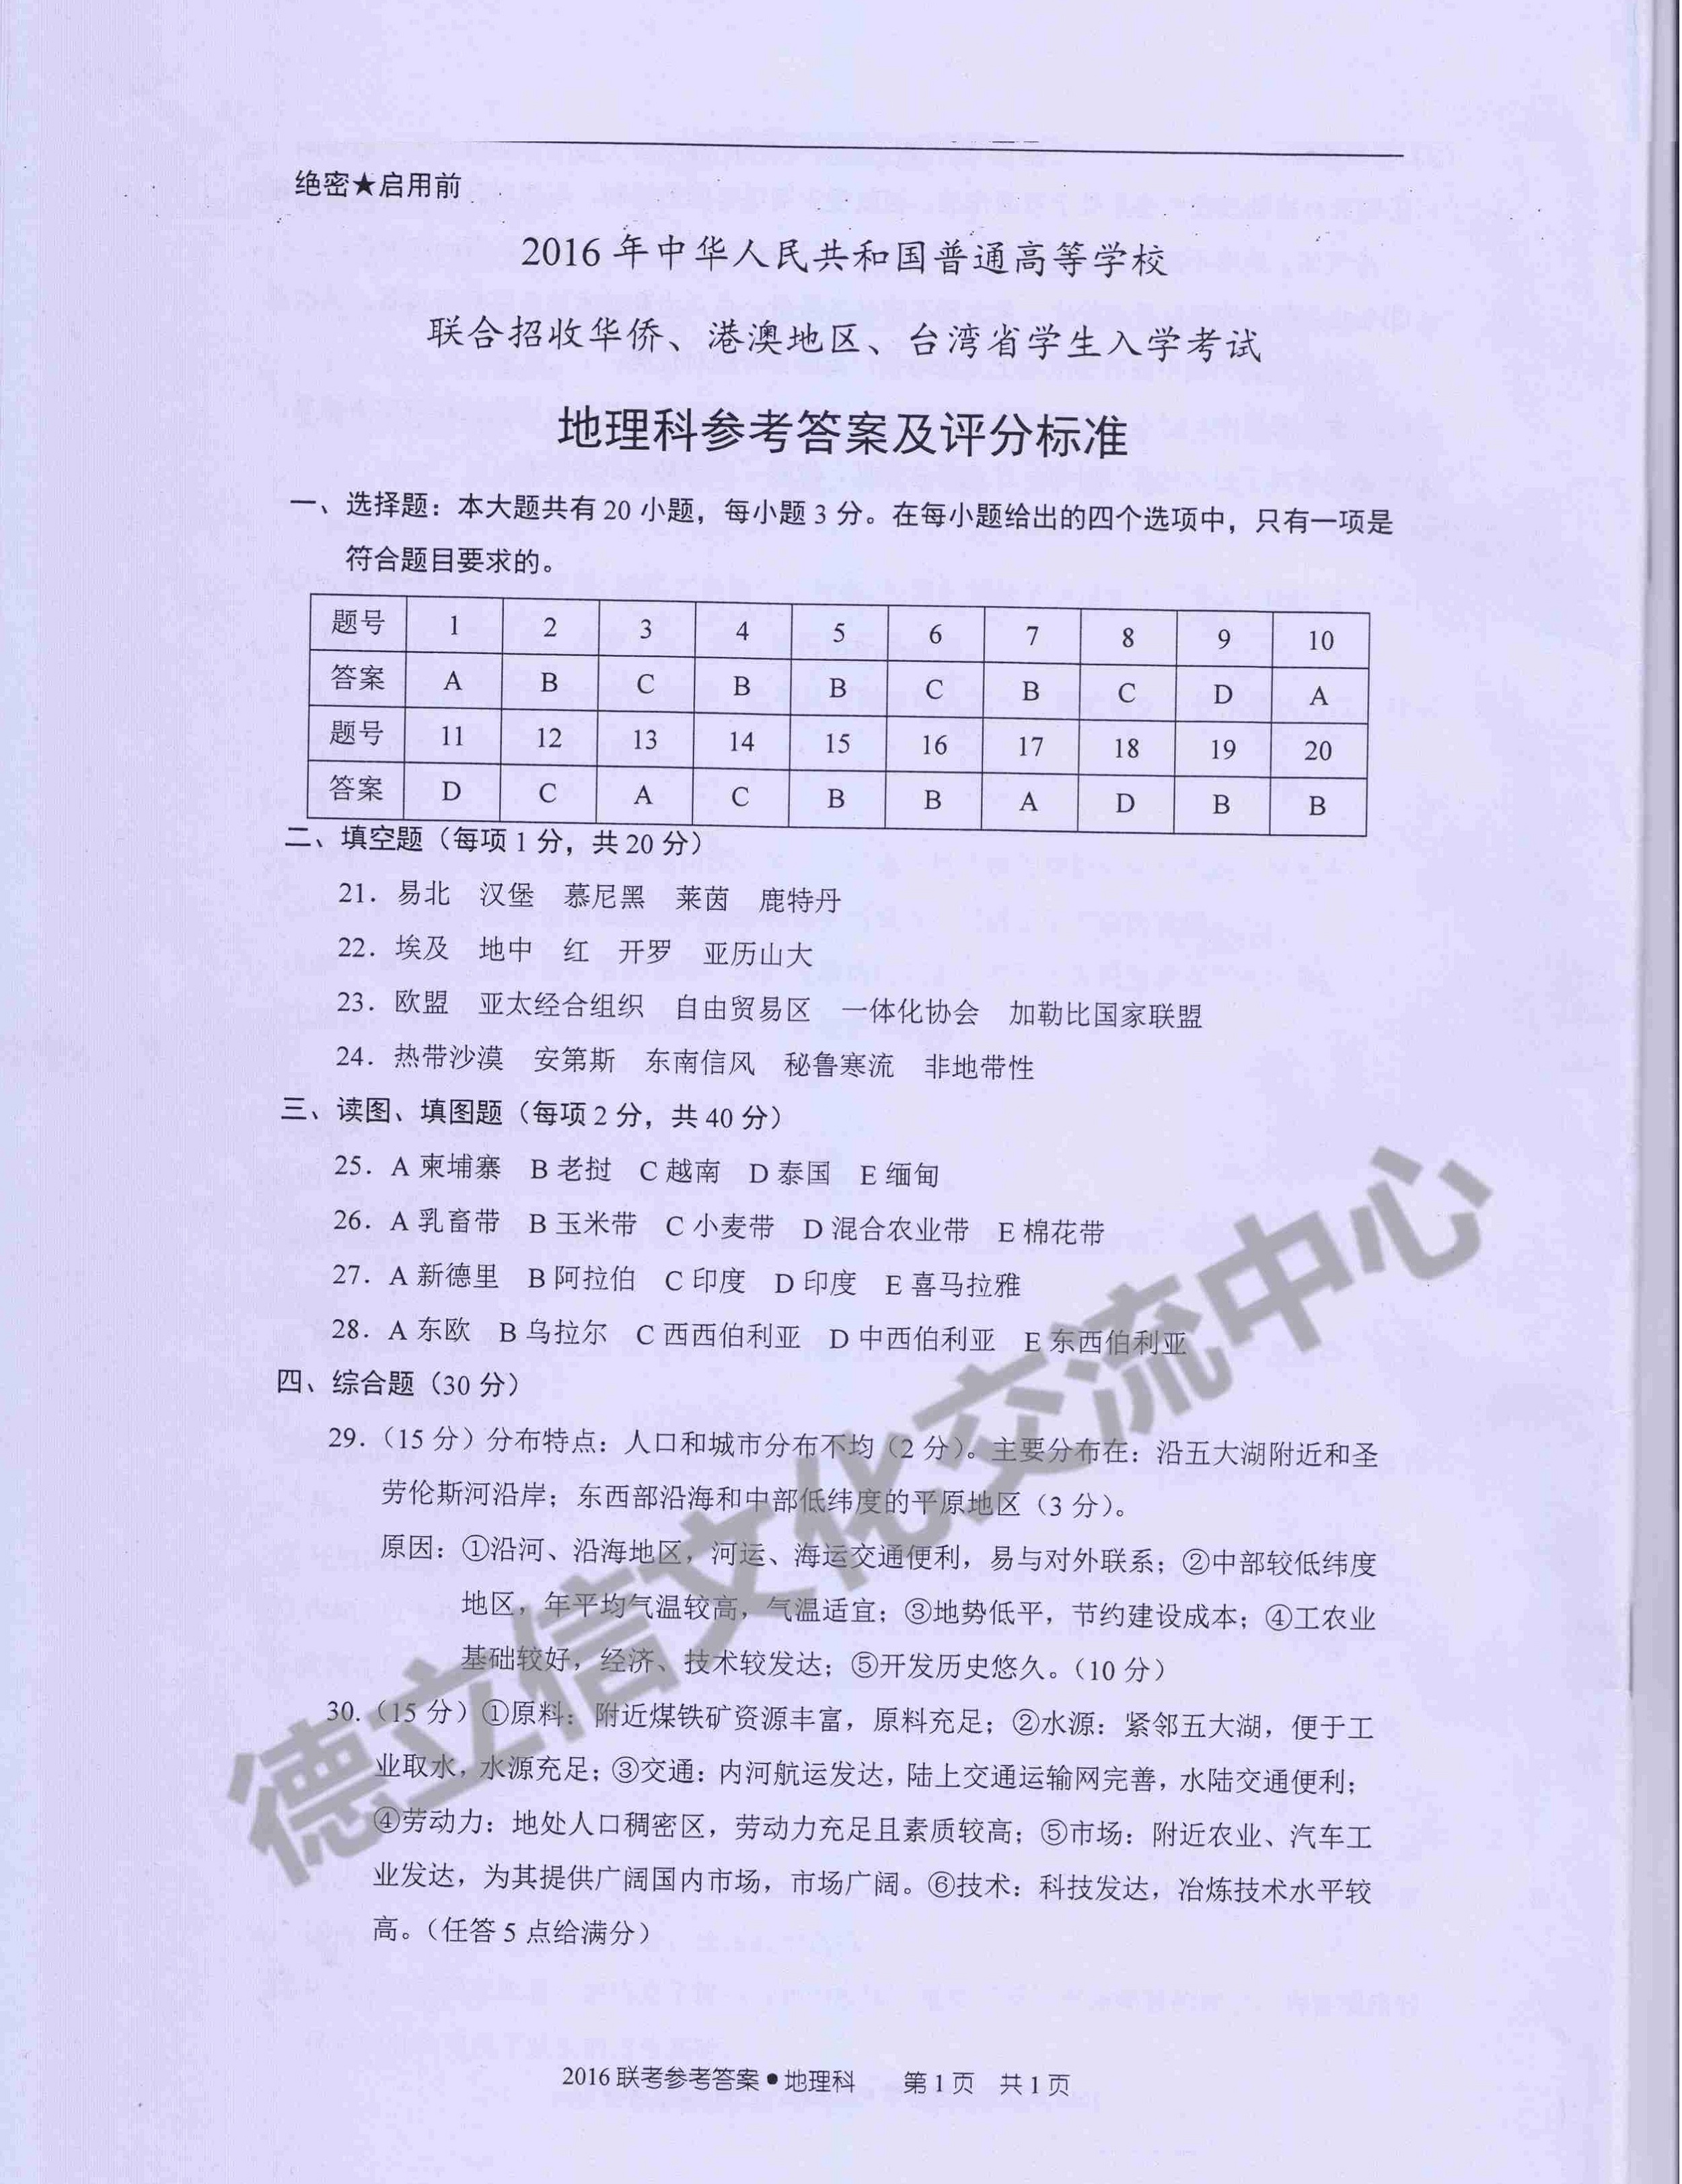 绝密★启用前
2016年中华人民共和国普通高等学校
联合招收华侨、港澳地区、台湾省学生入学考试
地理科参考答案及评分标准
一、选择题：本大题共有20小题，每小题3分。在每小题给出的四个选项中，只有一项是
符合题目要求的。
题号 1 2 3 4 5 6 7 8 9 10
答案 A B C B B C B C D A
题号 11 12 13 14 15 16 17 18 19 20
答案 D C A C B B A D B B
二、填空题（每项1分，共20分）
21．易北 汉堡 慕尼黑 莱茵 鹿特丹
22．埃及 地中 红 开罗 亚历山大
23．欧盟 亚太经合组织 自由贸易区 一体化协会 加勒比国家联盟
24．热带沙漠 安第斯 东南信风 秘鲁寒流 非地带性
三、读图、填图题（每项2分，共40分）
25．A柬埔寨 B老挝 C越南 D泰国 E缅甸
26．A乳畜带 B玉米带 C小麦带 D混合农业带 E棉花带
27．A新德里 B阿拉伯 C印度 D印度 E喜马拉雅
28．A东欧 B乌拉尔 C西西伯利亚 D中西伯利亚 E东西伯利亚
四、综合题（30分）
29.（15分）分布特点：人口和城市分布不均（2分）。主要分布在：沿五大湖附近和圣
劳伦斯河沿岸；东西部沿海和中部低纬度的平原地区（3分）。
原因：①沿河、沿海地区，河运、海运交通便利，易与对外联系；②中部较低纬度
地区，年平均气温较高，气温适宜；③地势低平，节约建设成本；④工农业
基础较好，经济、技术较发达；⑤开发历史悠久。（10分）
30.（15分）①原料：附近煤铁矿资源丰富，原料充足；②水源：紧邻五大湖，便于工
业取水，水源充足；③交通：内河航运发达，陆上交通运输网完善，水陆交通便利；
④劳动力：地处人口稠密区，劳动力充足且素质较高；⑤市场：附近农业、汽车工
业发达，为其提供广阔国内市场，市场广阔。⑥技术：科技发达，冶炼技术水平较
高。（任答5点给满分）
德立信文化交流中心
2016联考参考答案●地理科 第1页 共1页